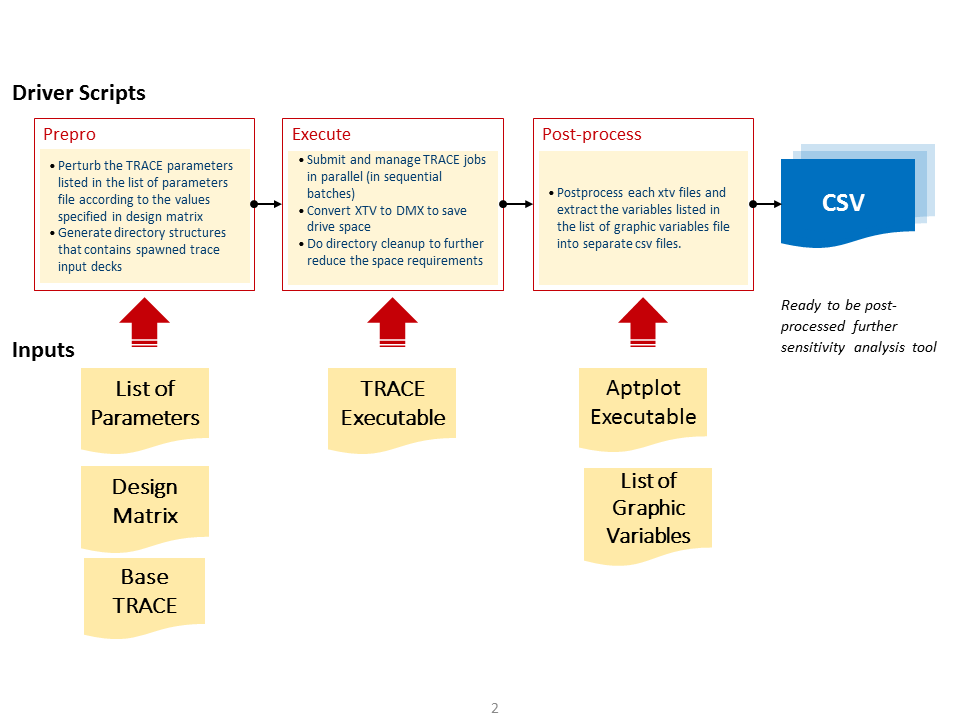 Driver Scripts
Prepro
• Perturb the TRACE parameters
listed in the list of parameters
file according to the values
specified in design matrix
• Generate directory structures
that contains spawned trace
input decks
Execute
• Submit and manage TRACE jobs
in parallel (in sequential
batches)
• Convert XTV to DMX to save
drive space
• Do directory cleanup to further
reduce the space requirements
Post-process
• Postprocess each xtv files and
extract the variables listed in
the list of graphic variables file
into separate csv files.
CSV
Ready to be post-
processed further
sensitivity analysis tool
Inputs
List of
Parameters
Design
Matrix
Base
TRACE
TRACE
Executable
Aptplot
Executable
List of
Graphic
Variables
2